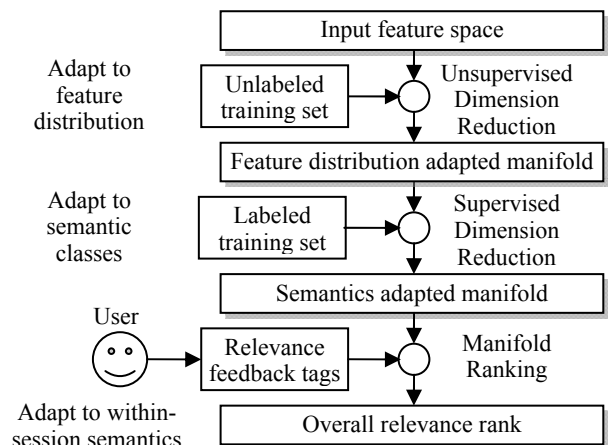 Input feature space
Adapt to
feature
distribution
Unlabeled
training set
Unsupervised
Dimension
Reduction
Feature distribution adapted manifold
Adapt to
semantic
classes
Labeled
training set
Supervised
Dimension
Reduction
Semantics adapted manifold
User
Relevance
feedback tags
Manifold
Ranking
Adapt to within-
session semantics
Overall relevance rank